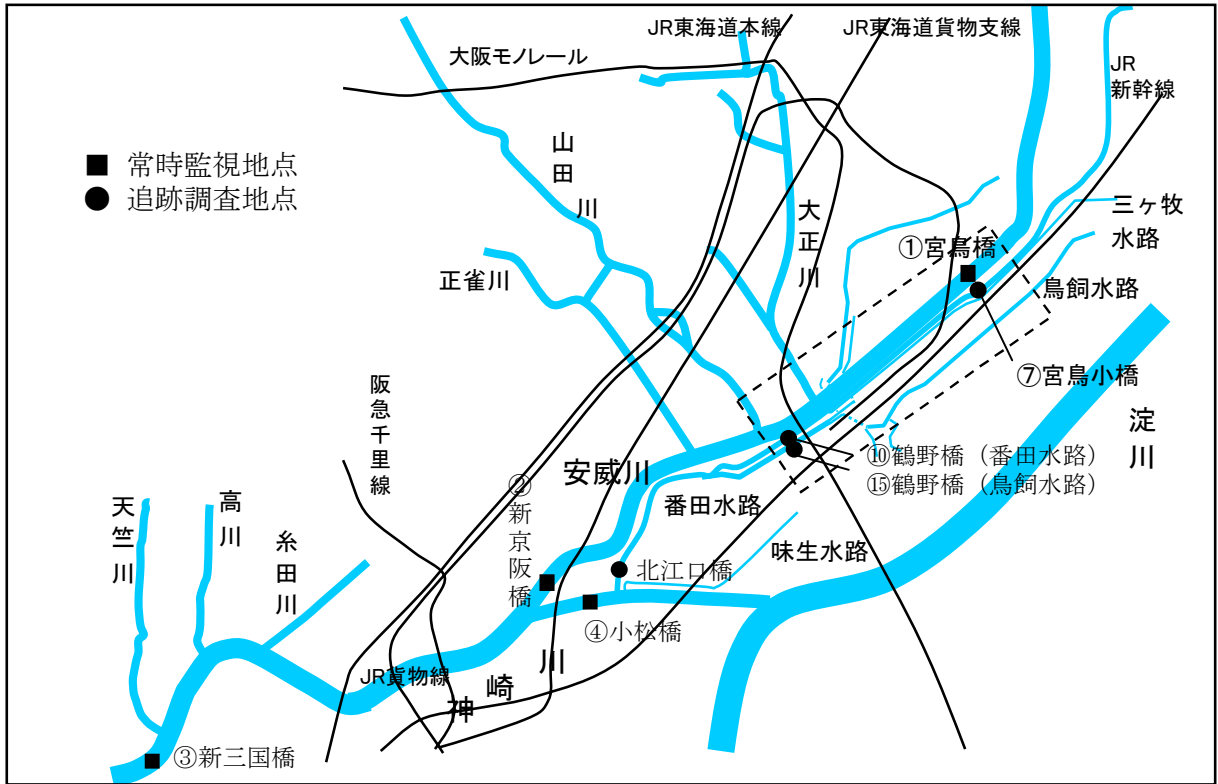 JR東海道本線
JR東海道貨物支線
大阪モノレール
JR
新幹線
■ 常時監視地点
● 追跡調査地点
山田川
大正川
三ヶ牧
水路
①宮鳥橋
正雀川
鳥飼水路
⑦宮鳥小橋
阪急千里線
淀川
⑩鶴野橋（番田水路）
⑮鶴野橋（鳥飼水路）
安威川
②新京阪橋
番田水路
天竺川
高川
糸田川
味生水路
北江口橋
④小松橋
JR貨物線
神崎川
③新三国橋